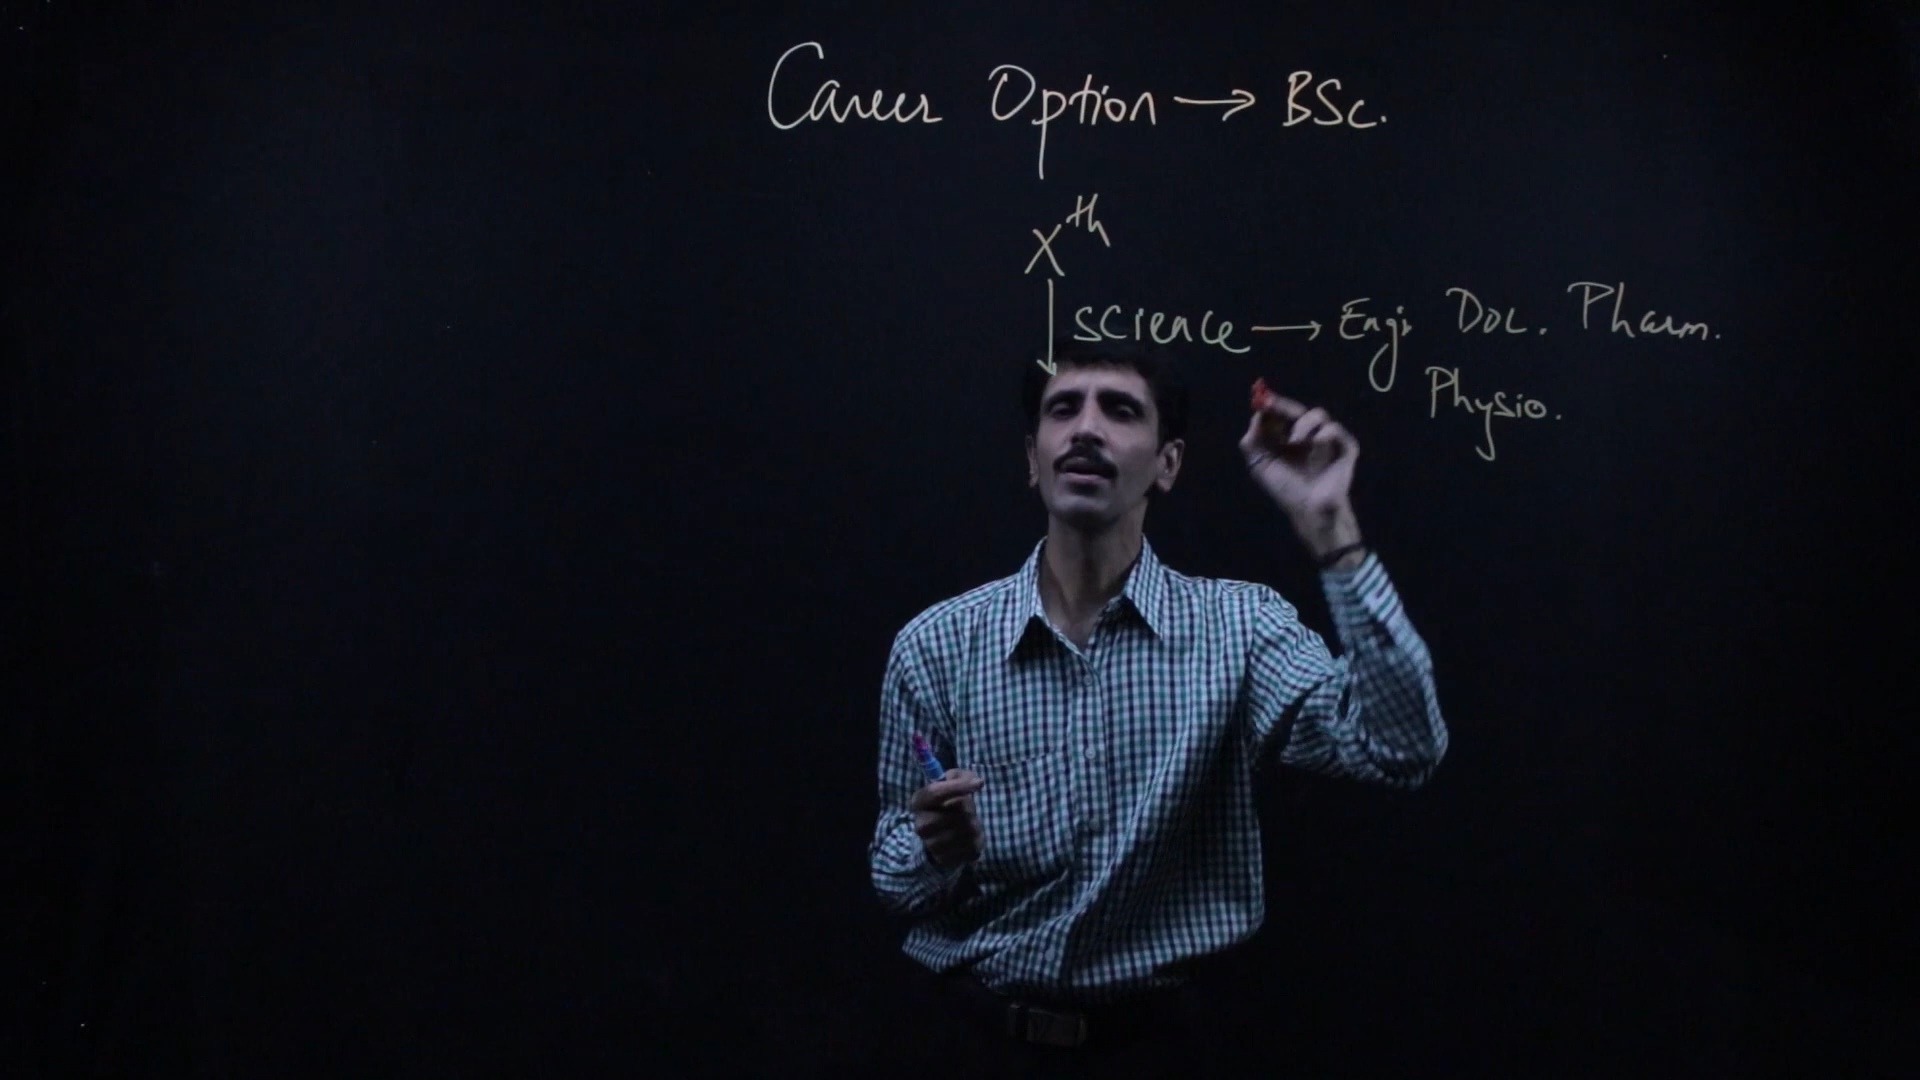 Career Option → BSc.
Xth
science → Engi. Doc. Pharm.
Physio.